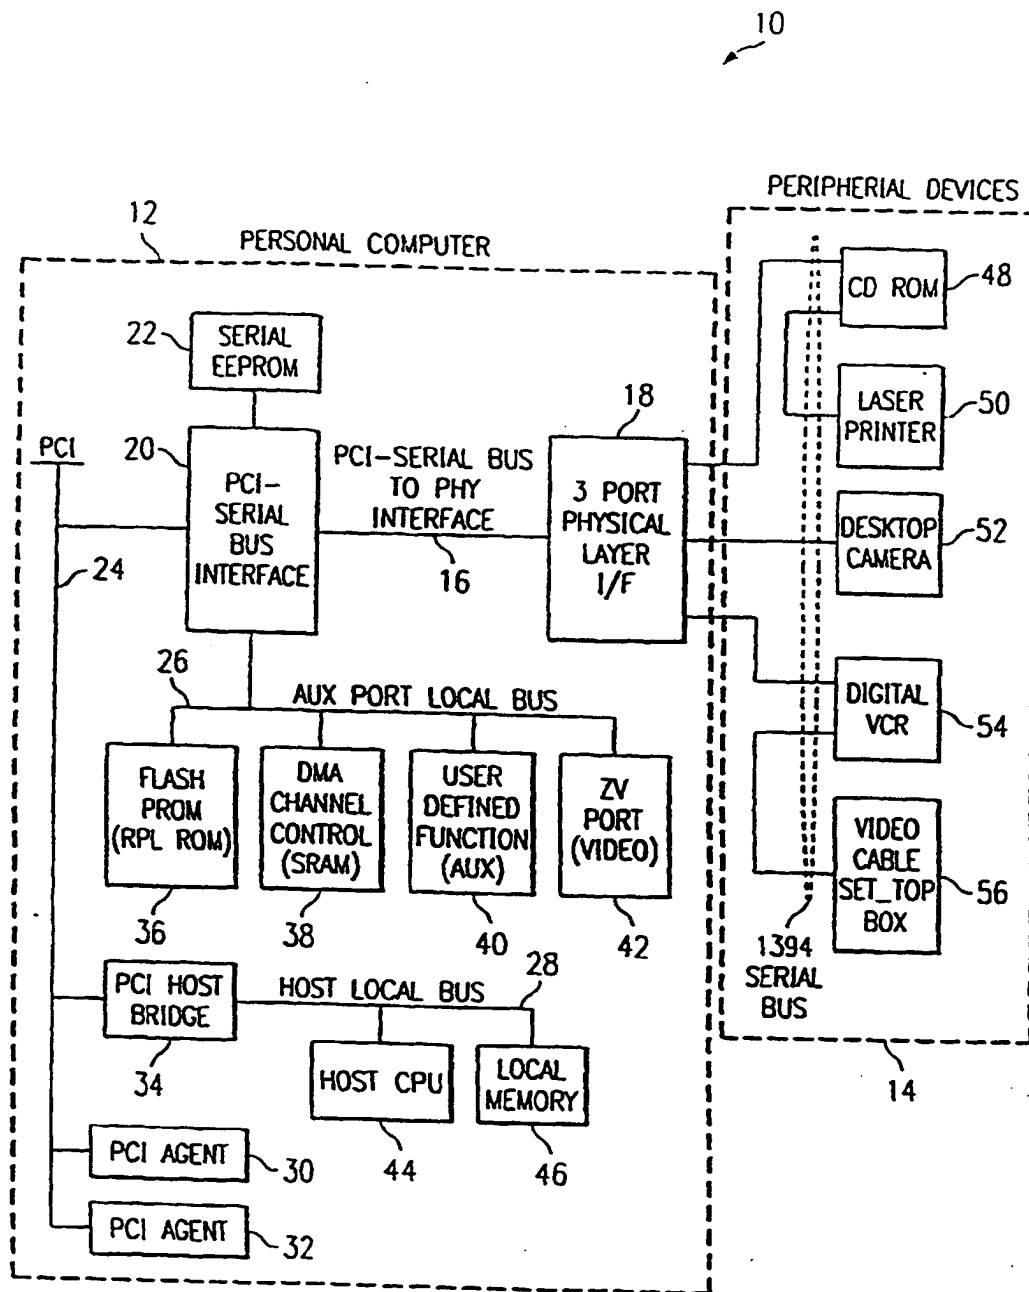 10
PERIPHERIAL DEVICES
12
PERSONAL COMPUTER
CD ROM
48
22
SERIAL
EEPROM
18
LASER
PRINTER
50
PCI
20
PCI-
SERIAL
BUS
INTERFACE
PCI-SERIAL BUS
TO PHY
INTERFACE
16
3 PORT
PHYSICAL
LAYER
I/F
DESKTOP
CAMERA
52
24
26
AUX PORT LOCAL BUS
DIGITAL
VCR
54
FLASH
PROM
(RPL ROM)
36
DMA
CHANNEL
CONTROL
(SRAM)
38
USER
DEFINED
FUNCTION
(AUX)
40
ZV
PORT
(VIDEO)
42
VIDEO
CABLE
SET_TOP
BOX
56
1394
SERIAL
BUS
14
PCI HOST
BRIDGE
34
HOST LOCAL BUS
28
HOST CPU
44
LOCAL
MEMORY
46
PCI AGENT
30
PCI AGENT
32